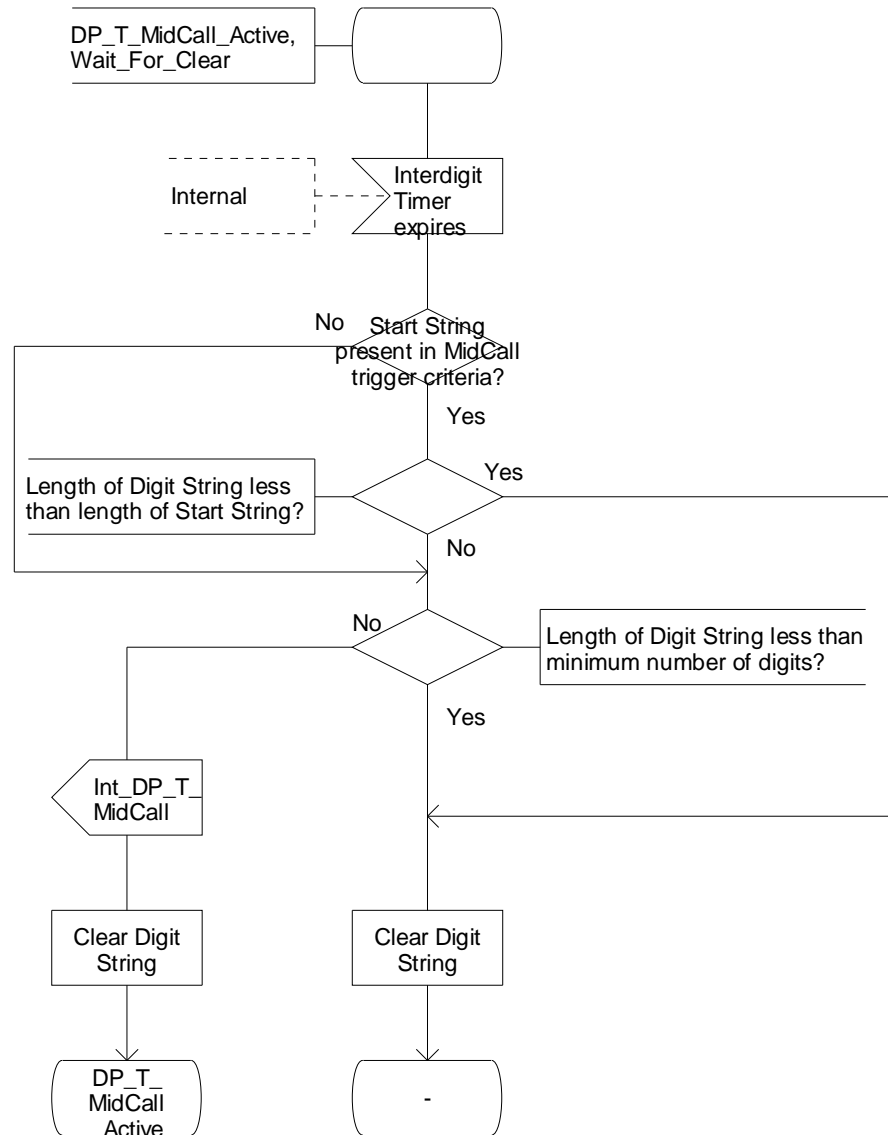 DP_T_MidCall_Active,
Wait_For_Clear
Internal
Interdigit
Timer
expires
No
Start String
present in MidCall
trigger criteria?
Yes
Length of Digit String less
than length of Start String?
Yes
No
No
Length of Digit String less than
minimum number of digits?
Yes
Int_DP_T_
MidCall
Clear Digit
String
Clear Digit
String
DP_T_
MidCall
_Active
-